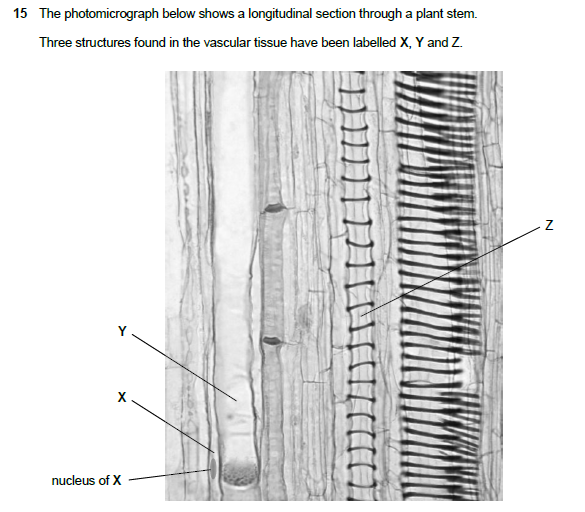 15 The photomicrograph below shows a longitudinal section through a plant stem.
Three structures found in the vascular tissue have been labelled X, Y and Z.
Z
Y
X
nucleus of X